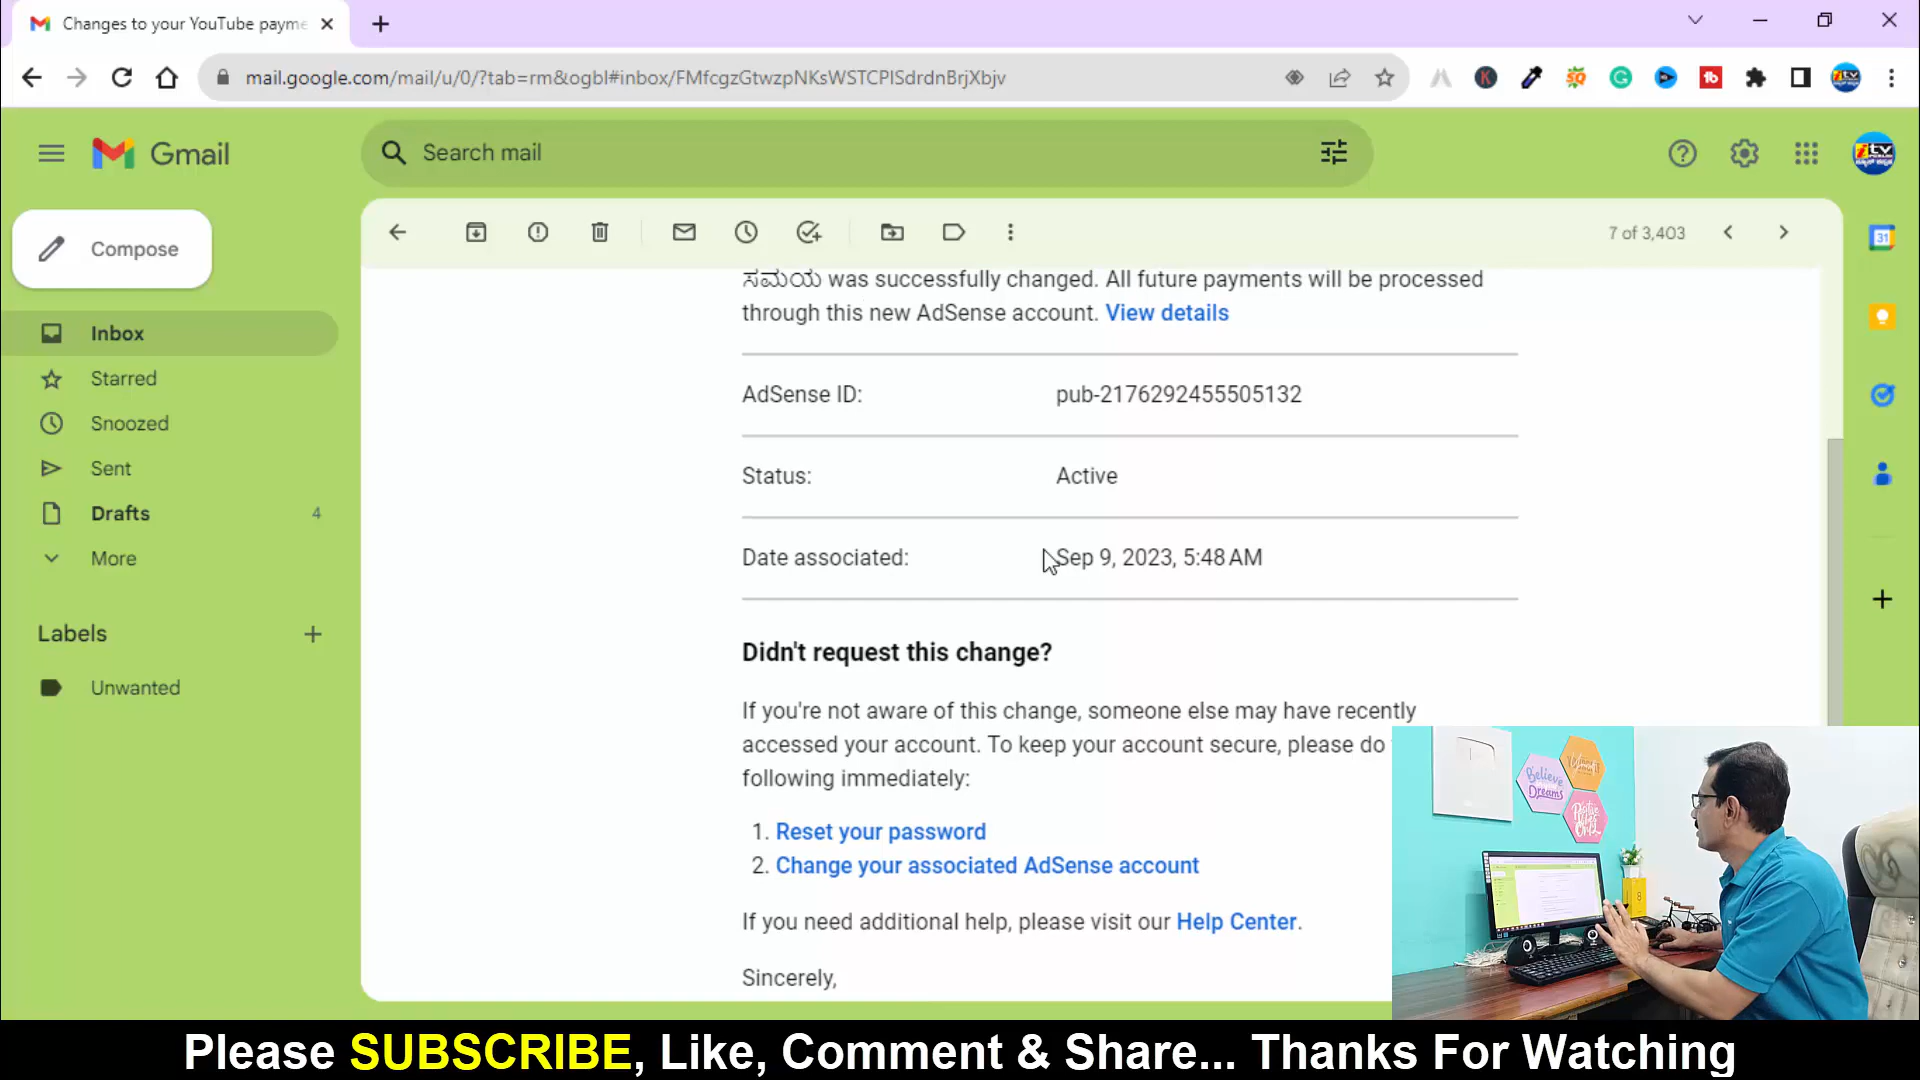 Changes to your YouTube payme
mail.google.com/mail/u/0/?tab=rm&ogbl#inbox/FMfcgzGtwzpNKsWSTCPlSdrdnBrjXbjv
Gmail
Search mail
Compose
7 of 3,403
Inbox
Starred
Snoozed
Sent
Drafts 4
More
Labels
Unwanted
ಸಮಯ was successfully changed. All future payments will be processed
through this new AdSense account. View details
AdSense ID: pub-2176292455505132
Status: Active
Date associated: Sep 9, 2023, 5:48 AM
Didn't request this change?
If you're not aware of this change, someone else may have recently
accessed your account. To keep your account secure, please do
following immediately:
1. Reset your password
2. Change your associated AdSense account
If you need additional help, please visit our Help Center.
Sincerely,
Believe
Dreams
Positive
Vibes
Only
Please SUBSCRIBE, Like, Comment & Share... Thanks For Watching